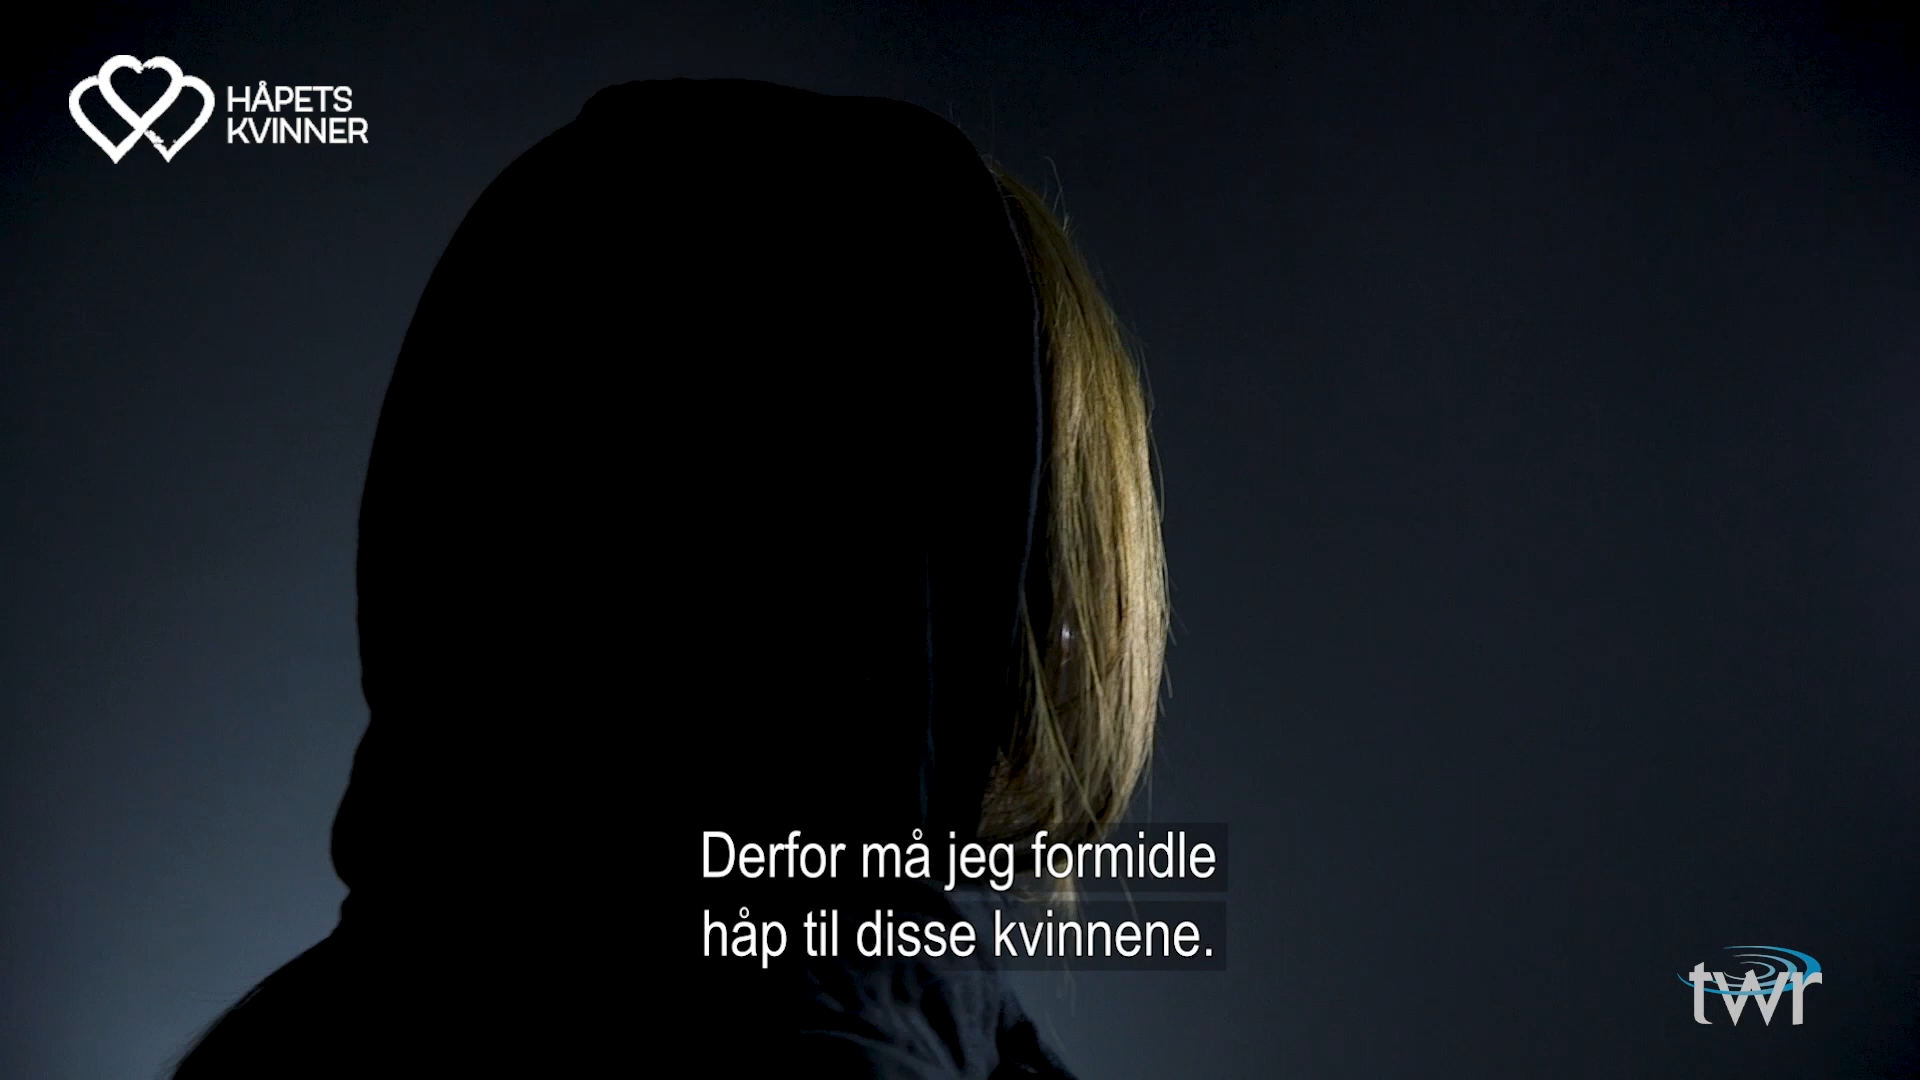 HÅPETS
KVINNER
Derfor må jeg formidle
håp til disse kvinnene.
twr